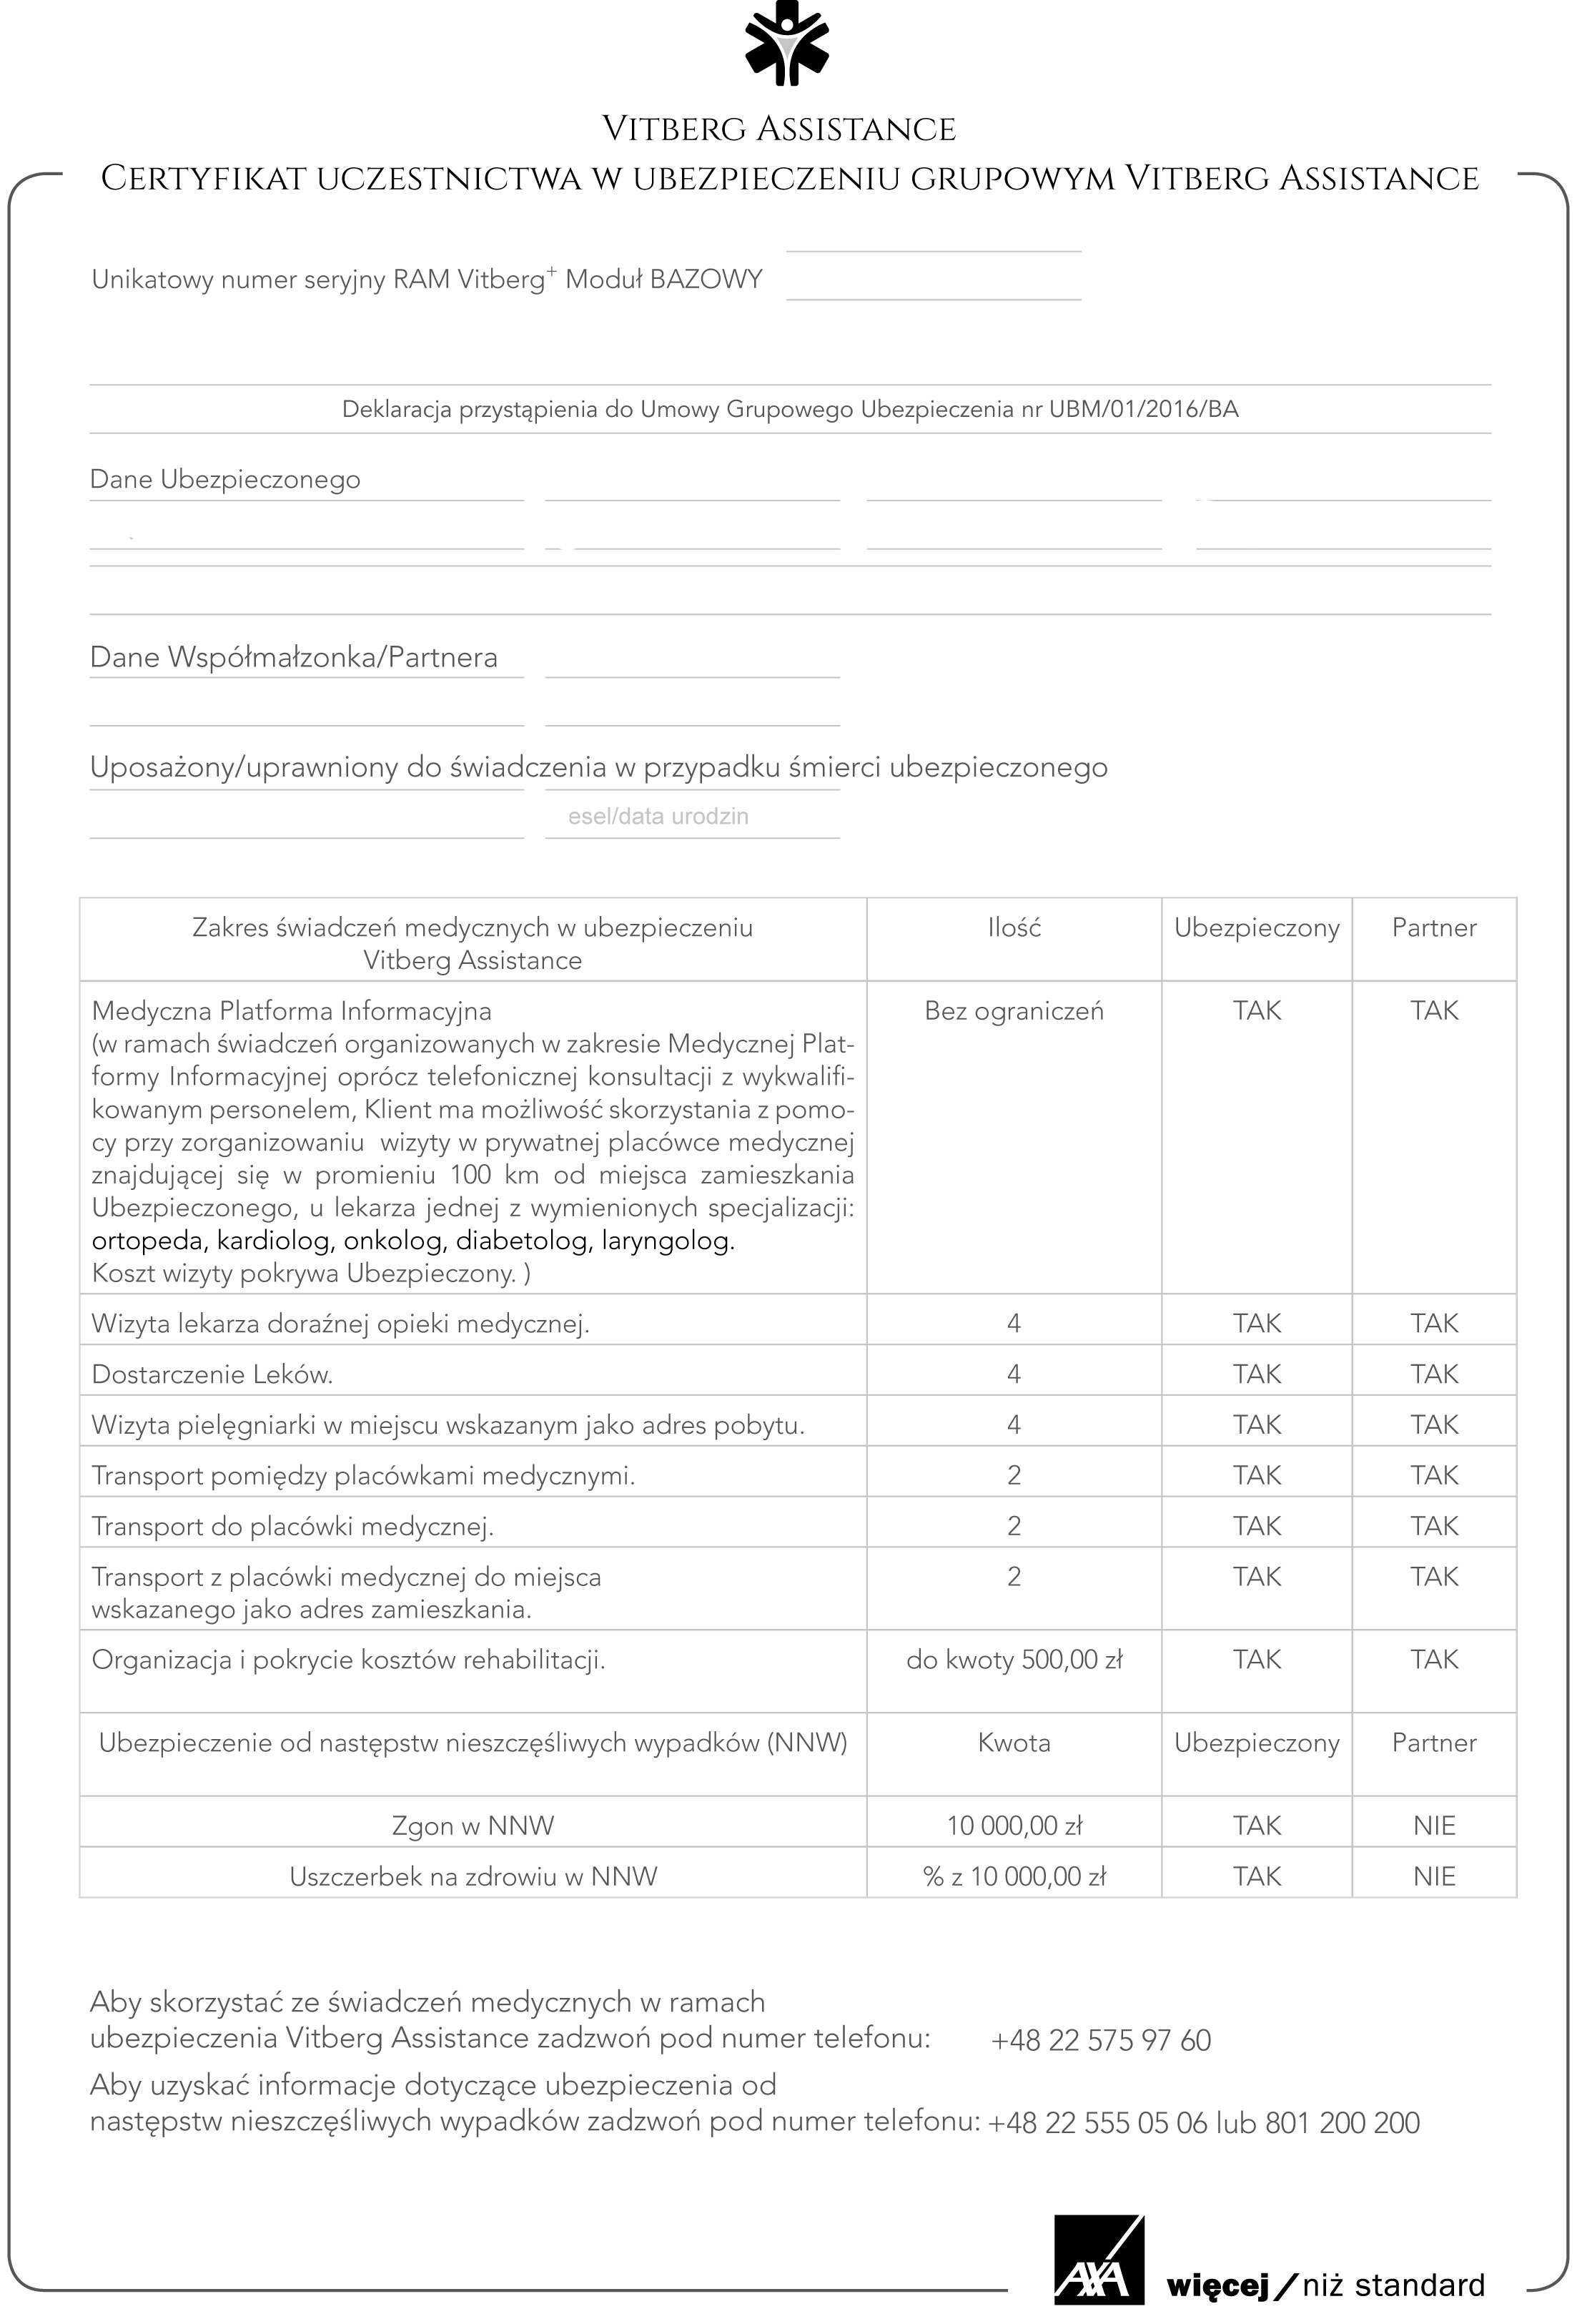 Vitberg Assistance
Certyfikat uczestnictwa w ubezpieczeniu grupowym Vitberg Assistance
Unikatowy numer seryjny RAM Vitberg+ Moduł BAZOWY
Deklaracja przystąpienia do Umowy Grupowego Ubezpieczenia nr UBM/01/2016/BA
Dane Ubezpieczonego
Dane Współmałzonka/Partnera
Uposażony/uprawniony do świadczenia w przypadku śmierci ubezpieczonego
esel/data urodzin
Zakres świadczeń medycznych w ubezpieczeniu
Vitberg Assistance
Ilość
Ubezpieczony
Partner
Medyczna Platforma Informacyjna
(w ramach świadczeń organizowanych w zakresie Medycznej Plat-
formy Informacyjnej oprócz telefonicznej konsultacji z wykwalifi-
kowanym personelem, Klient ma możliwość skorzystania z pomo-
cy przy zorganizowaniu wizyty w prywatnej placówce medycznej
znajdującej się w promieniu 100 km od miejsca zamieszkania
Ubezpieczonego, u lekarza jednej z wymienionych specjalizacji:
ortopeda, kardiolog, onkolog, diabetolog, laryngolog.
Koszt wizyty pokrywa Ubezpieczony. )
Bez ograniczeń
TAK
TAK
Wizyta lekarza doraźnej opieki medycznej. 4 TAK TAK
Dostarczenie Leków. 4 TAK TAK
Wizyta pielęgniarki w miejscu wskazanym jako adres pobytu. 4 TAK TAK
Transport pomiędzy placówkami medycznymi. 2 TAK TAK
Transport do placówki medycznej. 2 TAK TAK
Transport z placówki medycznej do miejsca
wskazanego jako adres zamieszkania.
2 TAK TAK
Organizacja i pokrycie kosztów rehabilitacji. do kwoty 500,00 zł TAK TAK
Ubezpieczenie od następstw nieszczęśliwych wypadków (NNW) Kwota Ubezpieczony Partner
Zgon w NNW 10 000,00 zł TAK NIE
Uszczerbek na zdrowiu w NNW % z 10 000,00 zł TAK NIE
Aby skorzystać ze świadczeń medycznych w ramach
ubezpieczenia Vitberg Assistance zadzwoń pod numer telefonu: +48 22 575 97 60
Aby uzyskać informacje dotyczące ubezpieczenia od
następstw nieszczęśliwych wypadków zadzwoń pod numer telefonu: +48 22 555 05 06 lub 801 200 200
AXA
więcej / niż standard